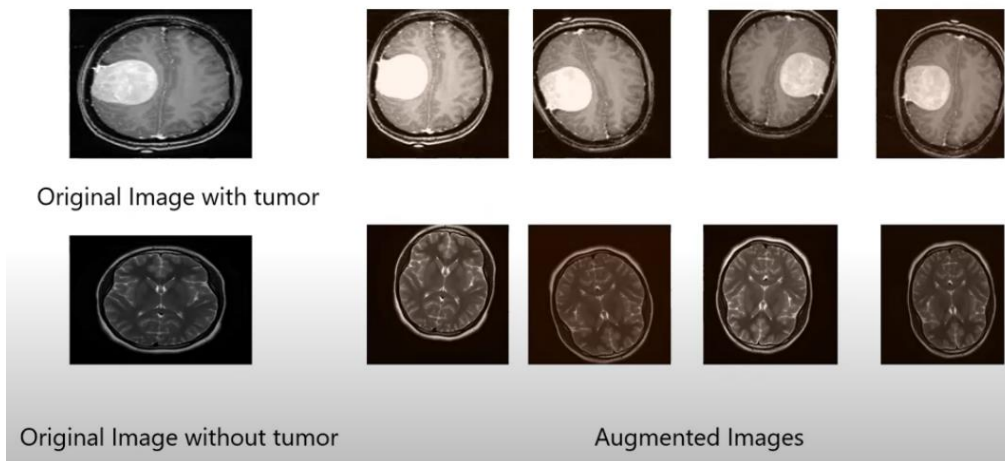 Original Image with tumor
Original Image without tumor
Augmented Images